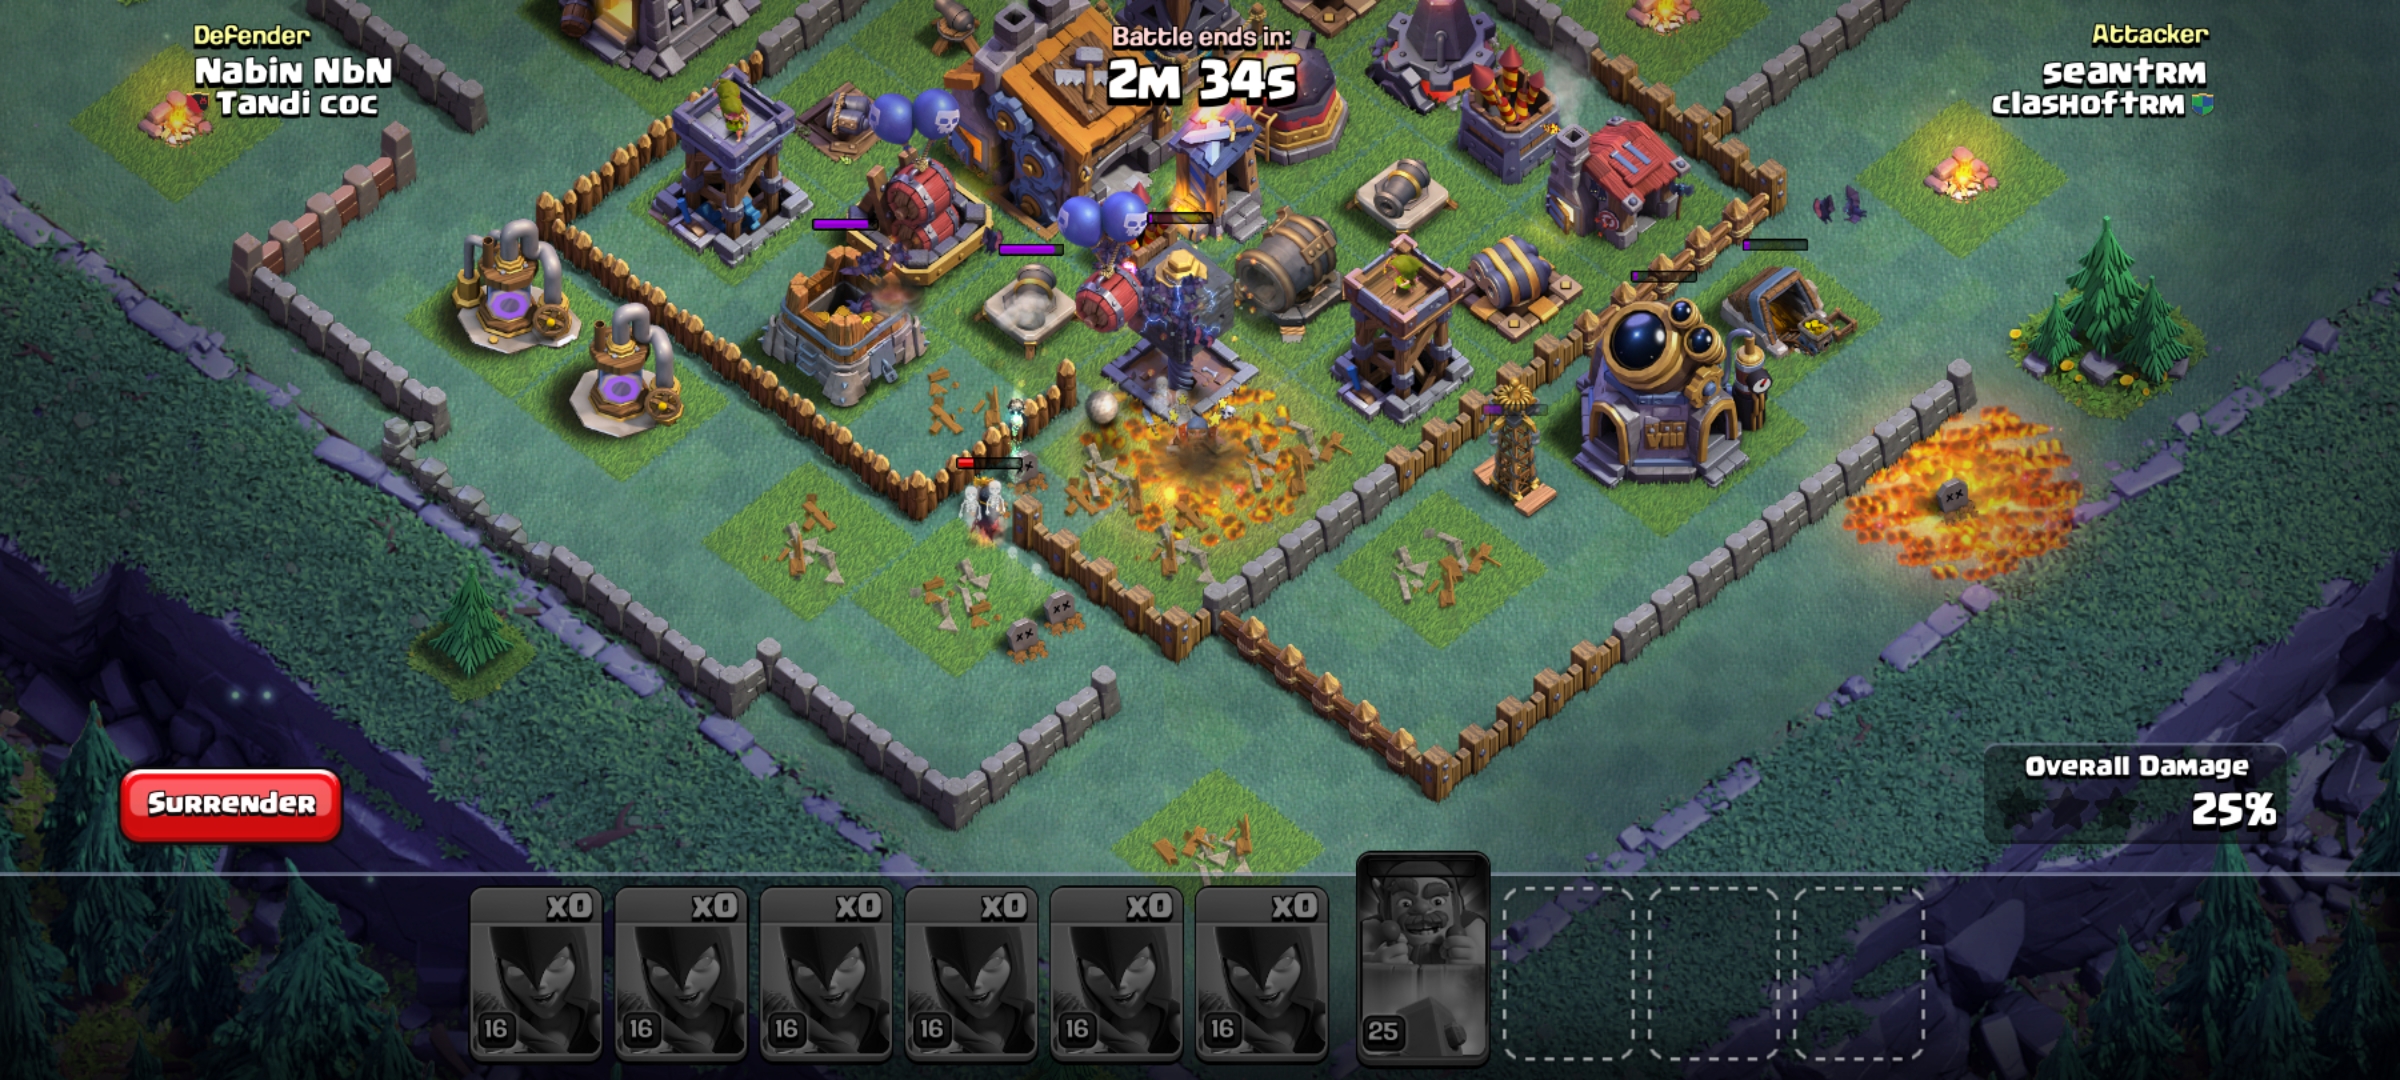 Defender
Nabin NbN
Tandi coc
Battle ends in:
2m 34s
Attacker
seantrm
clashoftrm
VIII
Surrender
Overall Damage
25%
x0
x0
x0
x0
x0
x0
16
16
16
16
16
16
25